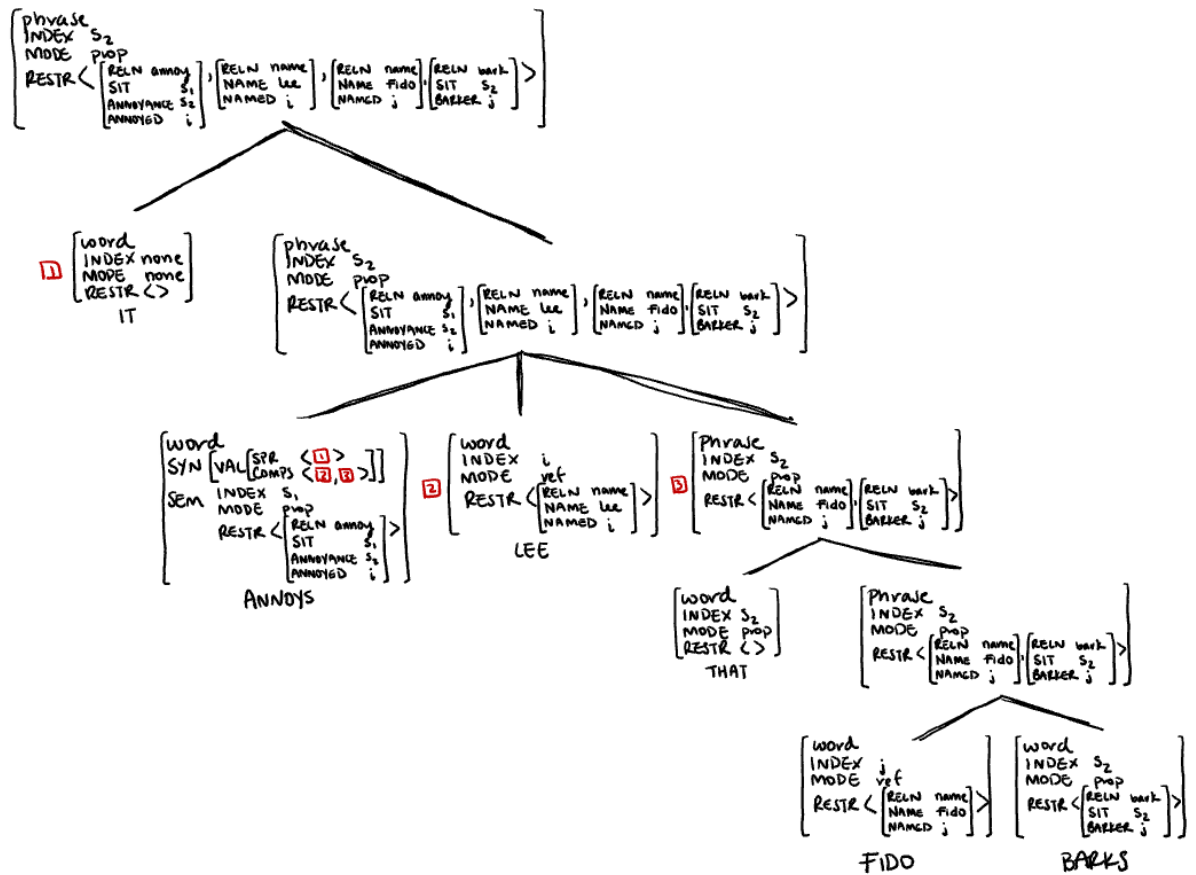 phrase
INDEX s2
MODE prop
RESTR < [RELN annoy], [RELN name], [RELN name], [RELN bark] >
SIT s1 NAME Lee NAME Fido SIT s2
ANNOYANCE s2 NAMED i NAMED j BARKER j
ANNOYED i
1 word
INDEX none
MODE none
RESTR < >
IT
phrase
INDEX s2
MODE prop
RESTR < [RELN annoy], [RELN name], [RELN name], [RELN bark] >
SIT s1 NAME Lee NAME Fido SIT s2
ANNOYANCE s2 NAMED i NAMED j BARKER j
ANNOYED i
word
SYN [VAL [SPR < 1 > ]]
COMPS < 2, 3 >
SEM INDEX s1
MODE prop
RESTR < [RELN annoy] >
SIT s1
ANNOYANCE s2
ANNOYED i
ANNOYS
2 word
INDEX i
MODE ref
RESTR < [RELN name] >
NAME Lee
NAMED i
LEE
3 Phrase
INDEX s2
MODE prop
RESTR < [RELN name], [RELN bark] >
NAME Fido SIT s2
NAMED j BARKER j
word
INDEX s2
MODE prop
RESTR < >
THAT
Phrase
INDEX s2
MODE prop
RESTR < [RELN name], [RELN bark] >
NAME Fido SIT s2
NAMED j BARKER j
word
INDEX j
MODE ref
RESTR < [RELN name] >
NAME Fido
NAMED j
FIDO
word
INDEX s2
MODE prop
RESTR < [RELN bark] >
SIT s2
BARKER j
BARKS